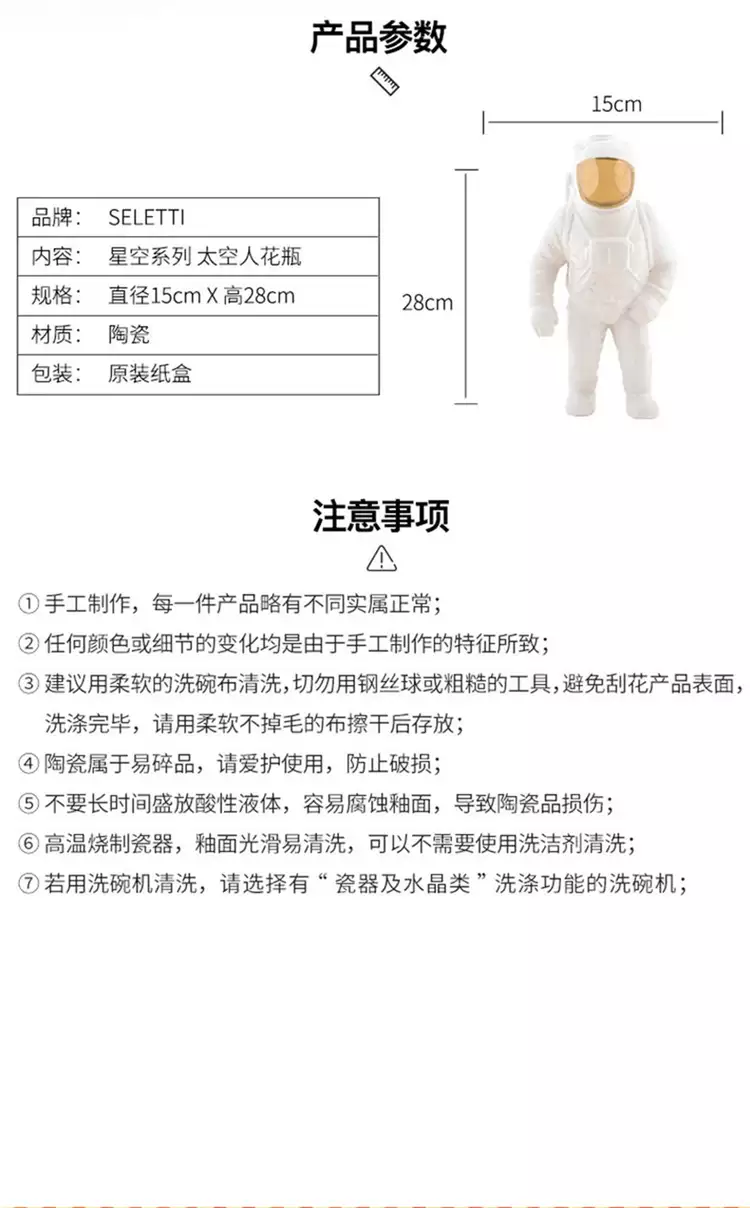 产品参数
15cm
品牌： SELETTI
内容： 星空系列 太空人花瓶
规格： 直径15cm X 高28cm
材质： 陶瓷
包装： 原装纸盒
28cm
注意事项
① 手工制作，每一件产品略有不同实属正常；
② 任何颜色或细节的变化均是由于手工制作的特征所致；
③ 建议用柔软的洗碗布清洗，切勿用钢丝球或粗糙的工具，避免刮花产品表面，
洗涤完毕，请用柔软不掉毛的布擦干后存放；
④ 陶瓷属于易碎品，请爱护使用，防止破损；
⑤ 不要长时间盛放酸性液体，容易腐蚀釉面，导致陶瓷品损伤；
⑥ 高温烧制瓷器，釉面光滑易清洗，可以不需要使用洗洁剂清洗；
⑦ 若用洗碗机清洗，请选择有“ 瓷器及水晶类 ”洗涤功能的洗碗机；